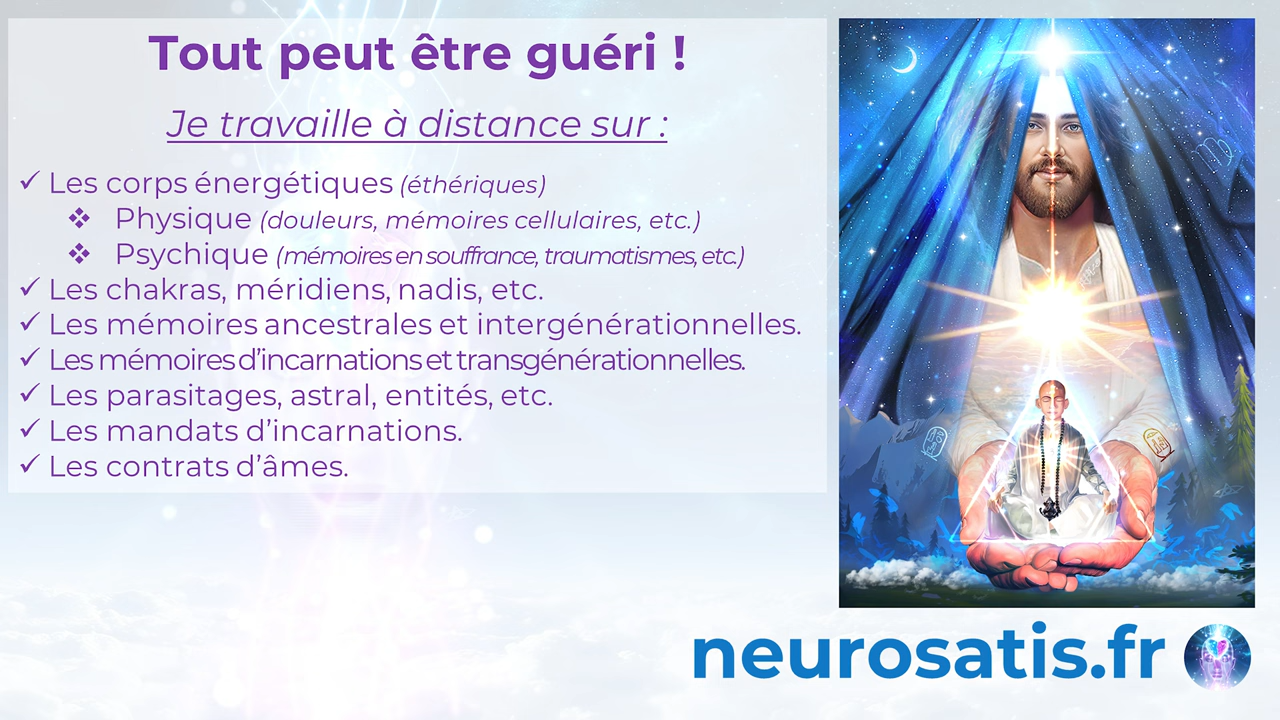 Tout peut être guéri !
Je travaille à distance sur :
✓ Les corps énergétiques (éthériques)
❖ Physique (douleurs, mémoires cellulaires, etc.)
❖ Psychique (mémoires en souffrance, traumatismes, etc.)
✓ Les chakras, méridiens, nadis, etc.
✓ Les mémoires ancestrales et intergénérationnelles.
✓ Les mémoires d’incarnations et transgénérationnelles.
✓ Les parasitages, astral, entités, etc.
✓ Les mandats d’incarnations.
✓ Les contrats d’âmes.
neurosatis.fr